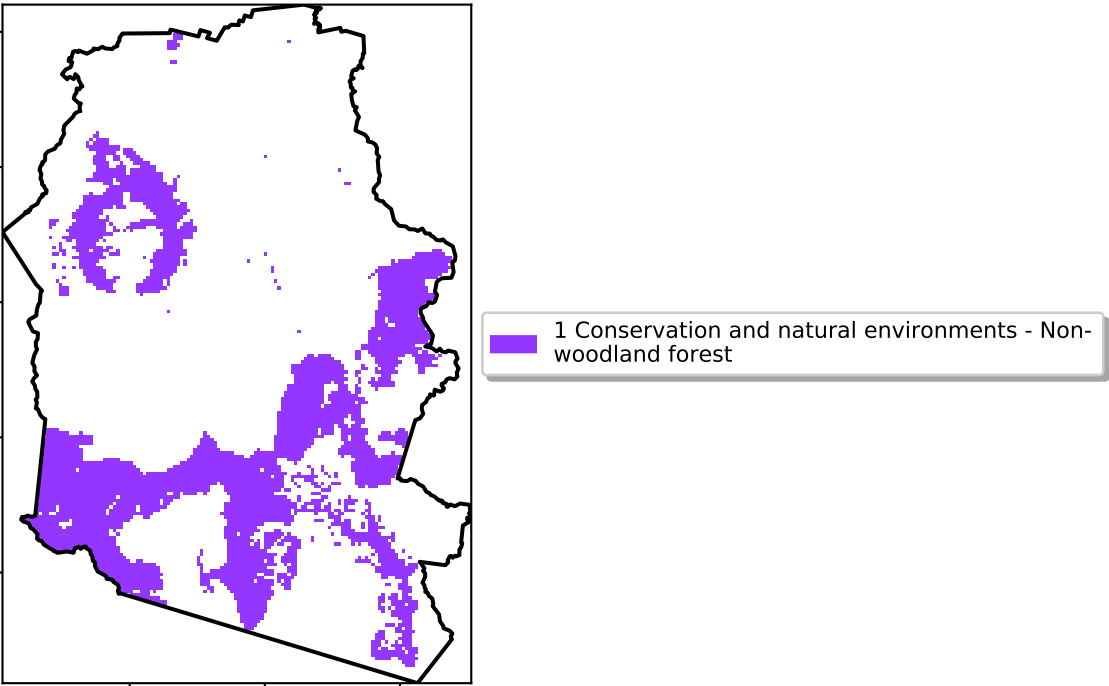 1 Conservation and natural environments - Non-
woodland forest